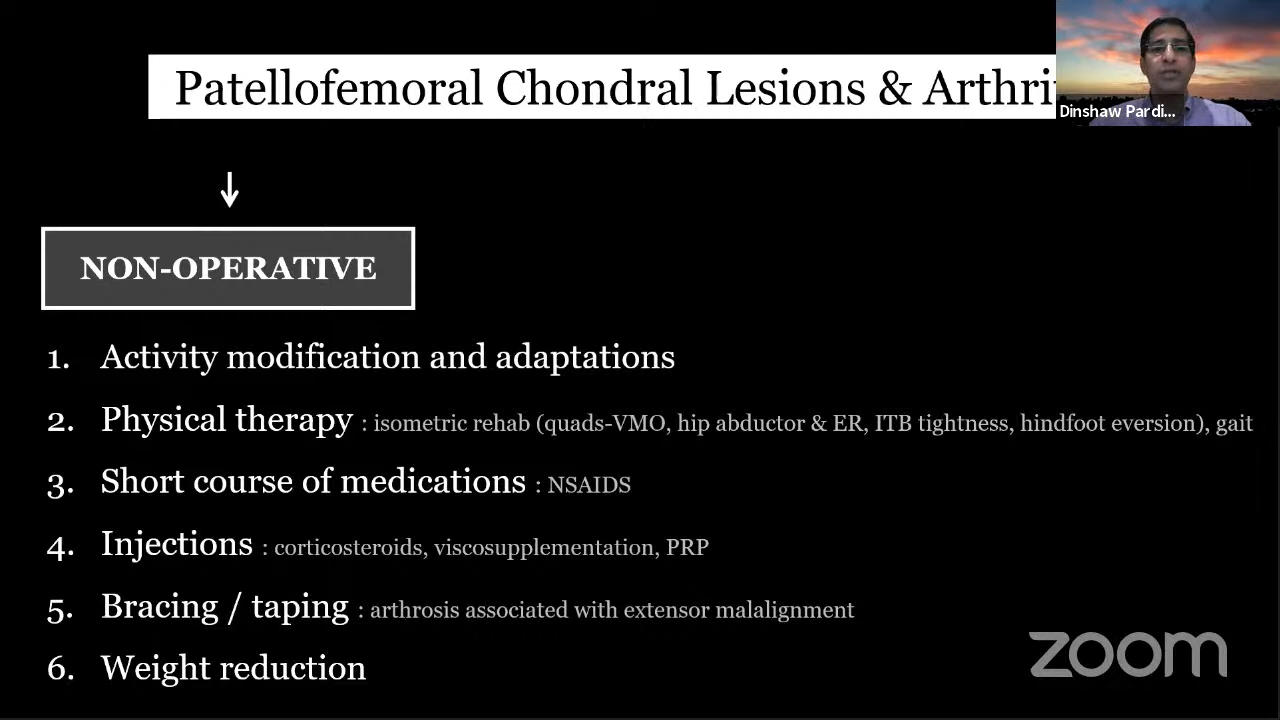 Patellofemoral Chondral Lesions & Arthri
Dinshaw Pardi...
NON-OPERATIVE
1. Activity modification and adaptations
2. Physical therapy : isometric rehab (quads-VMO, hip abductor & ER, ITB tightness, hindfoot eversion), gait
3. Short course of medications : NSAIDS
4. Injections : corticosteroids, viscosupplementation, PRP
5. Bracing / taping : arthrosis associated with extensor malalignment
6. Weight reduction
zoom